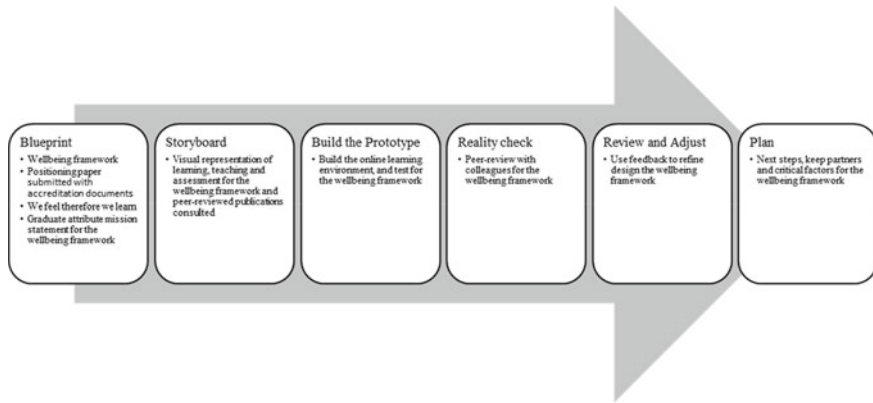 Blueprint
• Wellbeing framework
• Positioning paper
submitted with
accreditation documents
• We feel therefore we learn
• Graduate attribute mission
statement for the
wellbeing framework
Storyboard
• Visual representation of
learning, teaching and
assessment for the
wellbeing framework and
peer-reviewed publications
consulted
Build the Prototype
• Build the online learning
environment, and test for
the wellbeing framework
Reality check
• Peer-review with
colleagues for the
wellbeing framework
Review and Adjust
• Use feedback to refine
design the wellbeing
framework
Plan
• Next steps, keep partners
and critical factors for the
wellbeing framework